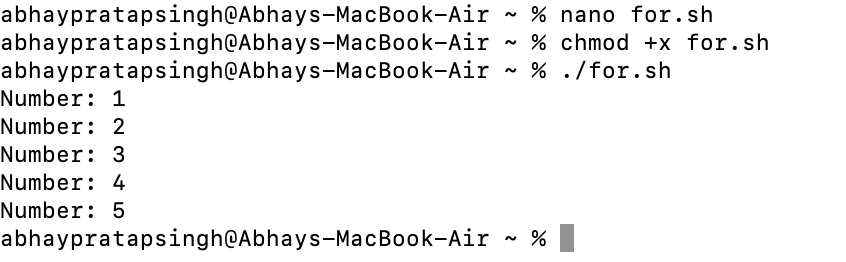 abhaypratapsingh@Abhays-MacBook-Air ~ % nano for.sh
abhaypratapsingh@Abhays-MacBook-Air ~ % chmod +x for.sh
abhaypratapsingh@Abhays-MacBook-Air ~ % ./for.sh
Number: 1
Number: 2
Number: 3
Number: 4
Number: 5
abhaypratapsingh@Abhays-MacBook-Air ~ %